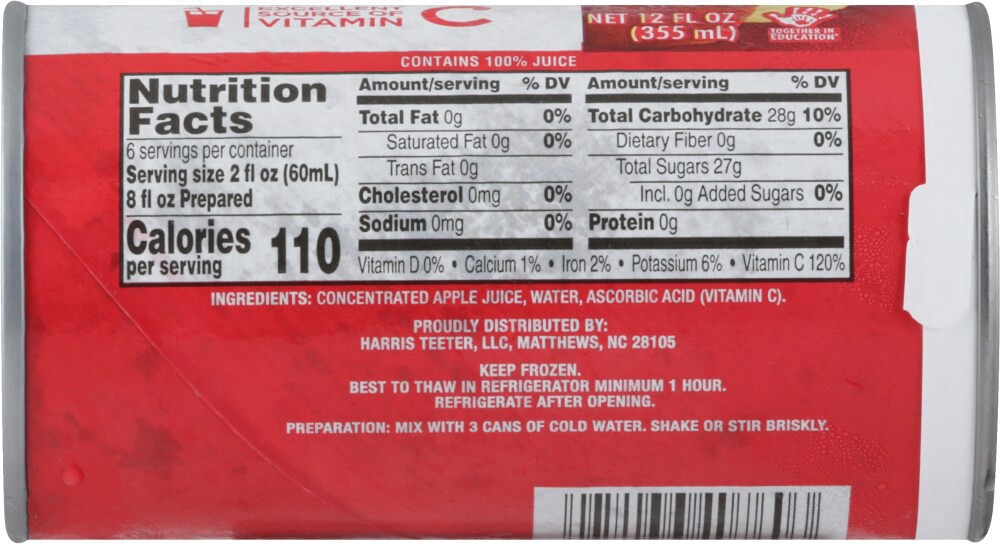 EXCELLENT
SOURCE OF
VITAMIN C
NET 12 FL OZ
(355 mL)
TOGETHER IN
EDUCATION
CONTAINS 100% JUICE
Nutrition
Facts
6 servings per container
Serving size 2 fl oz (60mL)
8 fl oz Prepared
Calories 110
per serving
Amount/serving % DV
Total Fat 0g 0%
Saturated Fat 0g 0%
Trans Fat 0g
Cholesterol 0mg 0%
Sodium 0mg 0%
Amount/serving % DV
Total Carbohydrate 28g 10%
Dietary Fiber 0g 0%
Total Sugars 27g
Incl. 0g Added Sugars 0%
Protein 0g
Vitamin D 0% • Calcium 1% • Iron 2% • Potassium 6% • Vitamin C 120%
INGREDIENTS: CONCENTRATED APPLE JUICE, WATER, ASCORBIC ACID (VITAMIN C).
PROUDLY DISTRIBUTED BY:
HARRIS TEETER, LLC, MATTHEWS, NC 28105
KEEP FROZEN.
BEST TO THAW IN REFRIGERATOR MINIMUM 1 HOUR.
REFRIGERATE AFTER OPENING.
PREPARATION: MIX WITH 3 CANS OF COLD WATER. SHAKE OR STIR BRISKLY.